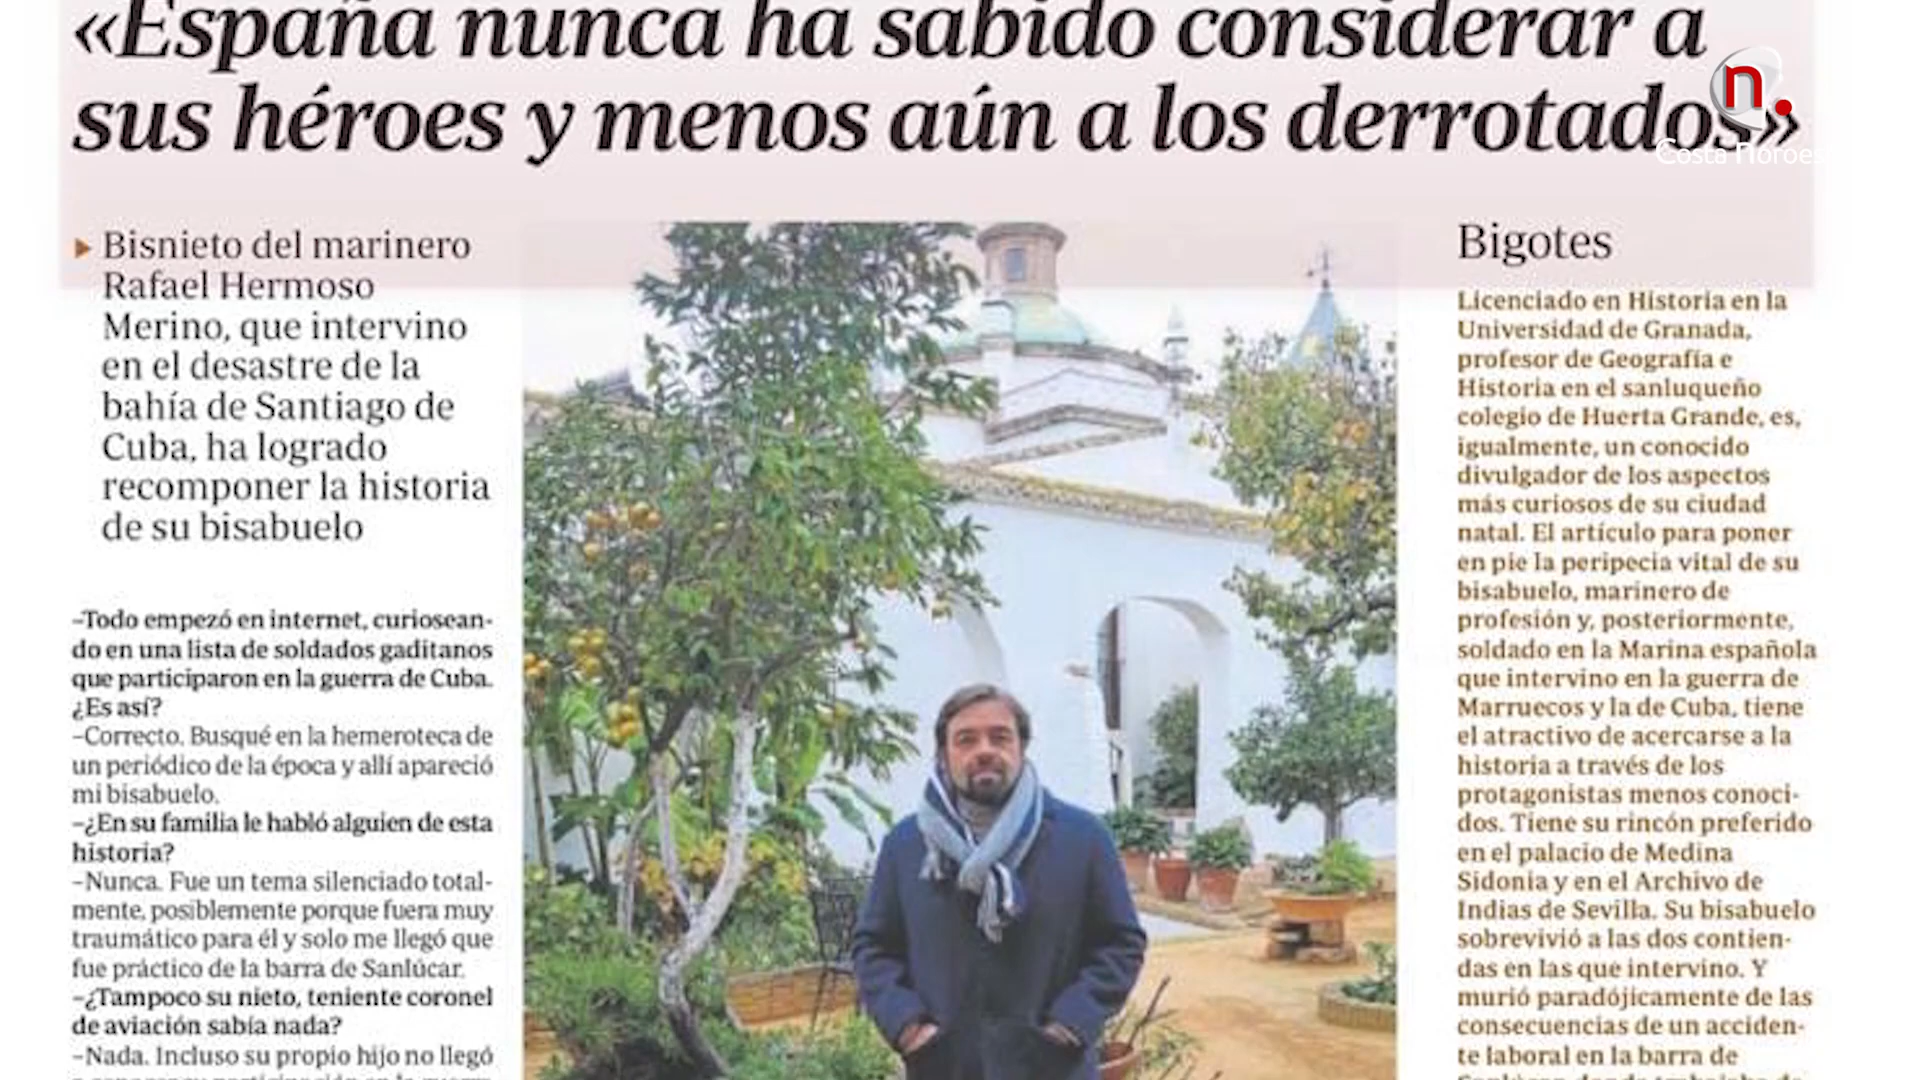 «España nunca ha sabido considerar a
sus héroes y menos aún a los derrotados»
n
Costa Noroeste
Bisnieto del marinero
Rafael Hermoso
Merino, que intervino
en el desastre de la
bahía de Santiago de
Cuba, ha logrado
recomponer la historia
de su bisabuelo
–Todo empezó en internet, curiosean-
do en una lista de soldados gaditanos
que participaron en la guerra de Cuba.
¿Es así?
–Correcto. Busqué en la hemeroteca de
un periódico de la época y allí apareció
mi bisabuelo.
–¿En su familia le habló alguien de esta
historia?
–Nunca. Fue un tema silenciado total-
mente, posiblemente porque fuera muy
traumático para él y solo me llegó que
fue práctico de la barra de Sanlúcar.
–¿Tampoco su nieto, teniente coronel
de aviación sabía nada?
–Nada. Incluso su propio hijo no llegó
Bigotes
Licenciado en Historia en la
Universidad de Granada,
profesor de Geografía e
Historia en el sanluqueño
colegio de Huerta Grande, es,
igualmente, un conocido
divulgador de los aspectos
más curiosos de su ciudad
natal. El artículo para poner
en pie la peripecia vital de su
bisabuelo, marinero de
profesión y, posteriormente,
soldado en la Marina española
que intervino en la guerra de
Marruecos y la de Cuba, tiene
el atractivo de acercarse a la
historia a través de los
protagonistas menos conoci-
dos. Tiene su rincón preferido
en el palacio de Medina
Sidonia y en el Archivo de
Indias de Sevilla. Su bisabuelo
sobrevivió a las dos contien-
das en las que intervino. Y
murió paradójicamente de las
consecuencias de un acciden-
te laboral en la barra de